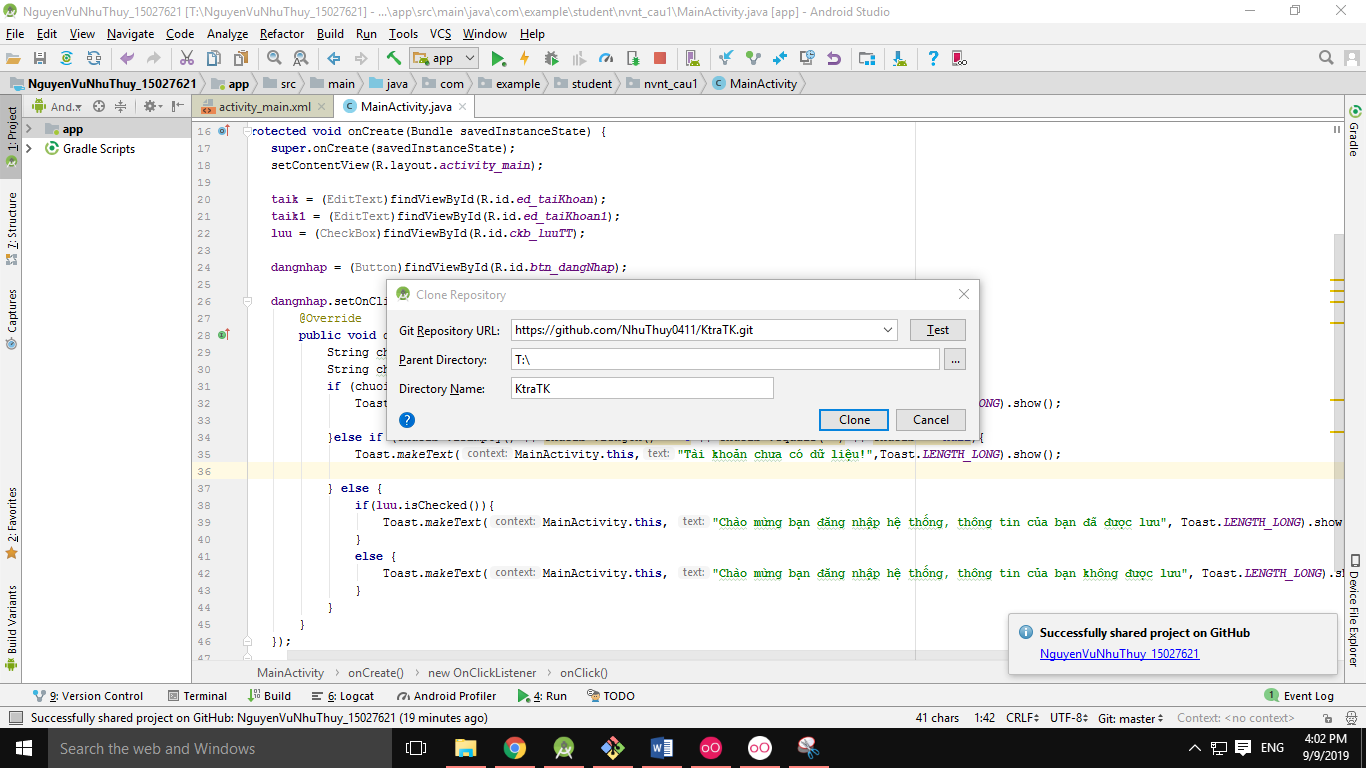 NguyenVuNhuThuy_15027621 [T:\NguyenVuNhuThuy_15027621] - ...\app\src\main\java\com\example\student\nvnt_cau1\MainActivity.java [app] - Android Studio
File Edit View Navigate Code Analyze Refactor Build Run Tools VCS Window Help
app
NguyenVuNhuThuy_15027621 app src main java com example student nvnt_cau1 MainActivity
And.. activity_main.xml MainActivity.java
1: Project
7: Structure
Captures
2: Favorites
Build Variants
app
Gradle Scripts
16 rotected void onCreate(Bundle savedInstanceState) {
17 super.onCreate(savedInstanceState);
18 setContentView(R.layout.activity_main);
19
20 taik = (EditText)findViewById(R.id.ed_taiKhoan);
21 taik1 = (EditText)findViewById(R.id.ed_taiKhoan1);
22 luu = (CheckBox)findViewById(R.id.ckb_luuTT);
23
24 dangnhap = (Button)findViewById(R.id.btn_dangNhap);
25
26 dangnhap.setOnCli
27 @Override
28 public void
29 String
30 String
31 if (chuoi
32 Toast. ONG).show();
33
34 }else if
35 Toast.makeText( context: MainActivity.this, text: "Tài khoản chưa có dữ liệu!",Toast.LENGTH_LONG).show();
36
37 } else {
38 if(luu.isChecked()){
39 Toast.makeText( context: MainActivity.this, text: "Chào mừng bạn đăng nhập hệ thống, thông tin của bạn đã được lưu", Toast.LENGTH_LONG).show
40 }
41 else {
42 Toast.makeText( context: MainActivity.this, text: "Chào mừng bạn đăng nhập hệ thống, thông tin của bạn không được lưu", Toast.LENGTH_LONG).s
43 }
44 }
45 }
46 });
47
Clone Repository
Git Repository URL: https://github.com/NhuThuy0411/KtraTK.git Test
Parent Directory: T:\ ...
Directory Name: KtraTK
? Clone Cancel
Gradle
Device File Explorer
Successfully shared project on GitHub
NguyenVuNhuThuy_15027621
MainActivity onCreate() new OnClickListener onClick()
9: Version Control Terminal Build 6: Logcat Android Profiler 4: Run TODO 1 Event Log
Successfully shared project on GitHub: NguyenVuNhuThuy_15027621 (19 minutes ago) 41 chars 1:42 CRLF UTF-8 Git: master Context: <no context>
Search the web and Windows
ENG
4:02 PM
9/9/2019